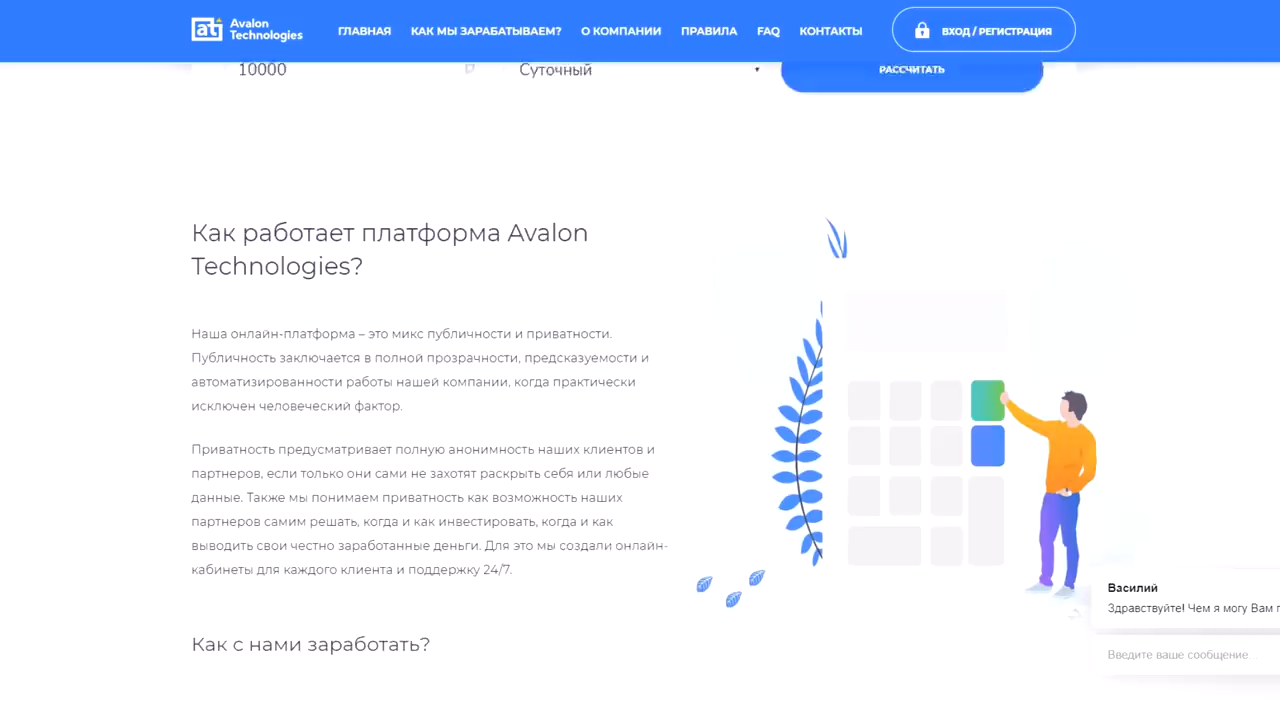 Avalon
Technologies
ГЛАВНАЯ
КАК МЫ ЗАРАБАТЫВАЕМ?
О КОМПАНИИ
ПРАВИЛА
FAQ
КОНТАКТЫ
ВХОД / РЕГИСТРАЦИЯ
10000
Суточный
РАССЧИТАТЬ
Как работает платформа Avalon
Technologies?
Наша онлайн-платформа – это микс публичности и приватности.
Публичность заключается в полной прозрачности, предсказуемости и
автоматизированности работы нашей компании, когда практически
исключен человеческий фактор.
Приватность предусматривает полную анонимность наших клиентов и
партнеров, если только они сами не захотят раскрыть себя или любые
данные. Также мы понимаем приватность как возможность наших
партнеров самим решать, когда и как инвестировать, когда и как
выводить свои честно заработанные деньги. Для это мы создали онлайн-
кабинеты для каждого клиента и поддержку 24/7.
Как с нами заработать?
Василий
Здравствуйте! Чем я могу Вам
Введите ваше сообщение...